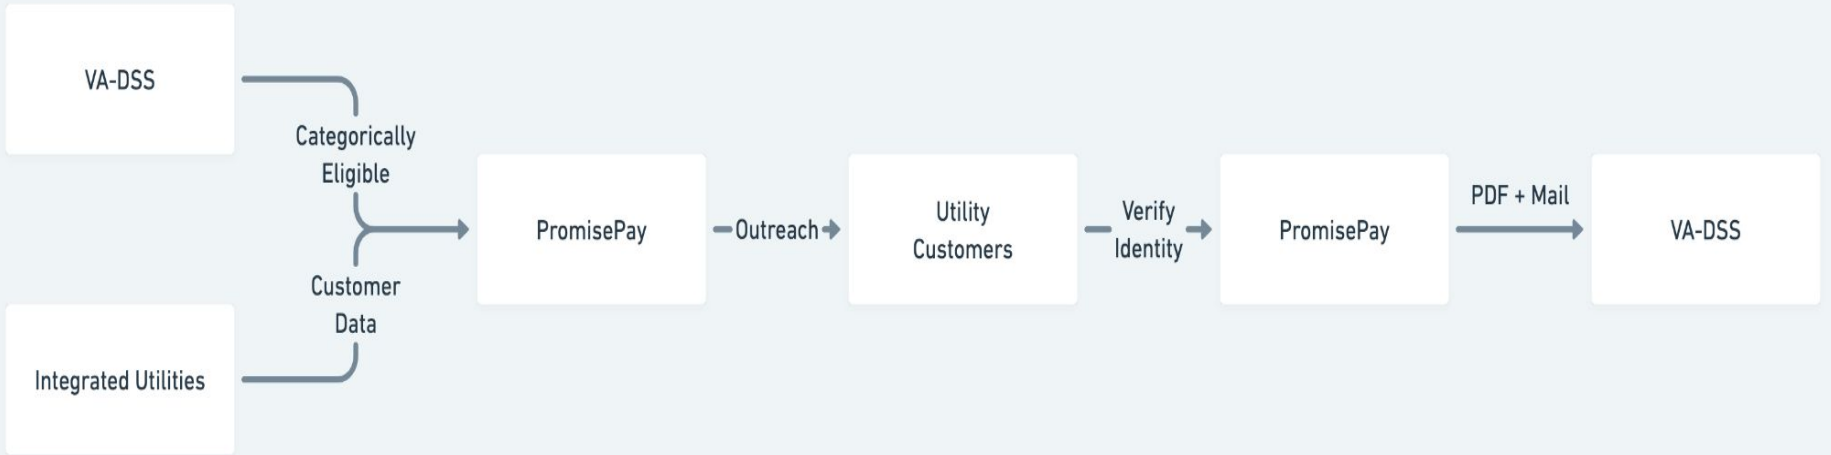 VA-DSS
Categorically
Eligible
Customer
Data
Integrated Utilities
PromisePay
Outreach
Utility
Customers
Verify
Identity
PromisePay
PDF + Mail
VA-DSS